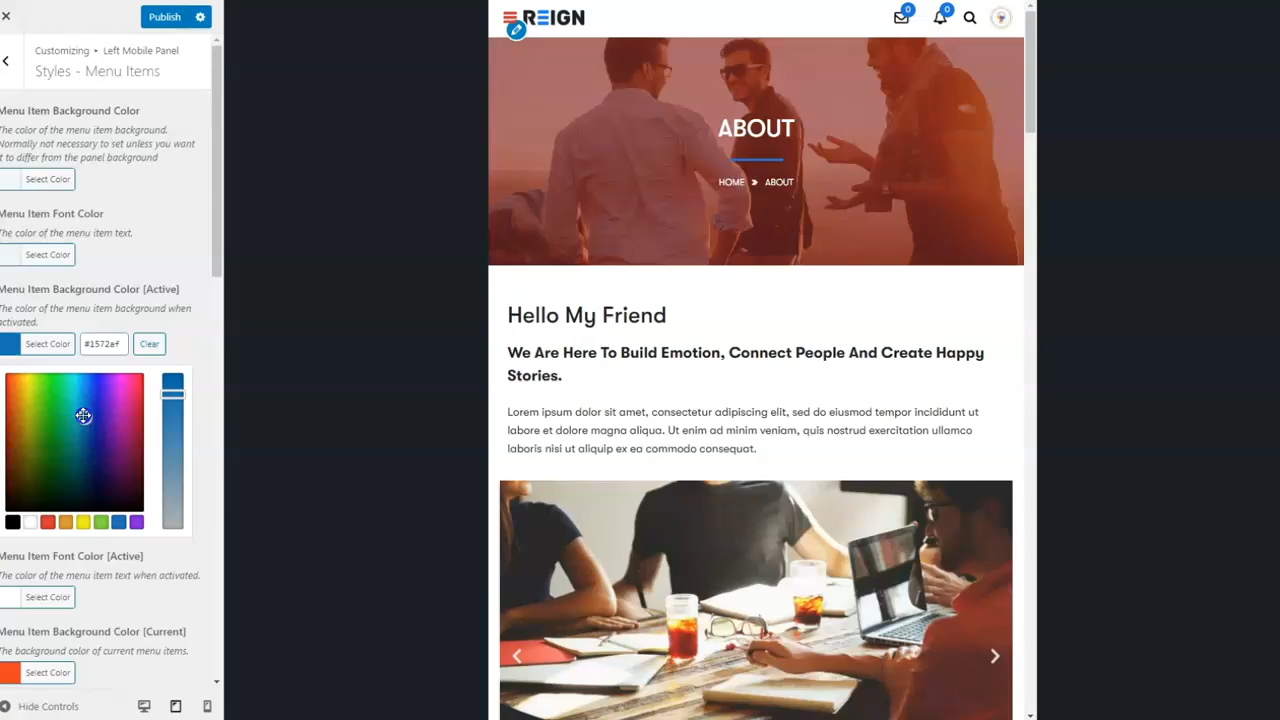 Publish
Customizing • Left Mobile Panel
Styles - Menu Items
Menu Item Background Color
The color of the menu item background.
Normally not necessary to set unless you want
it to differ from the panel background
Select Color
Menu Item Font Color
The color of the menu item text.
Select Color
Menu Item Background Color [Active]
The color of the menu item background when
activated.
Select Color
#1572af
Clear
Menu Item Font Color [Active]
The color of the menu item text when activated.
Select Color
Menu Item Background Color [Current]
The background color of current menu items.
Select Color
Hide Controls
REIGN
0
0
ABOUT
HOME » ABOUT
Hello My Friend
We Are Here To Build Emotion, Connect People And Create Happy
Stories.
Lorem ipsum dolor sit amet, consectetur adipiscing elit, sed do eiusmod tempor incididunt ut
labore et dolore magna aliqua. Ut enim ad minim veniam, quis nostrud exercitation ullamco
laboris nisi ut aliquip ex ea commodo consequat.